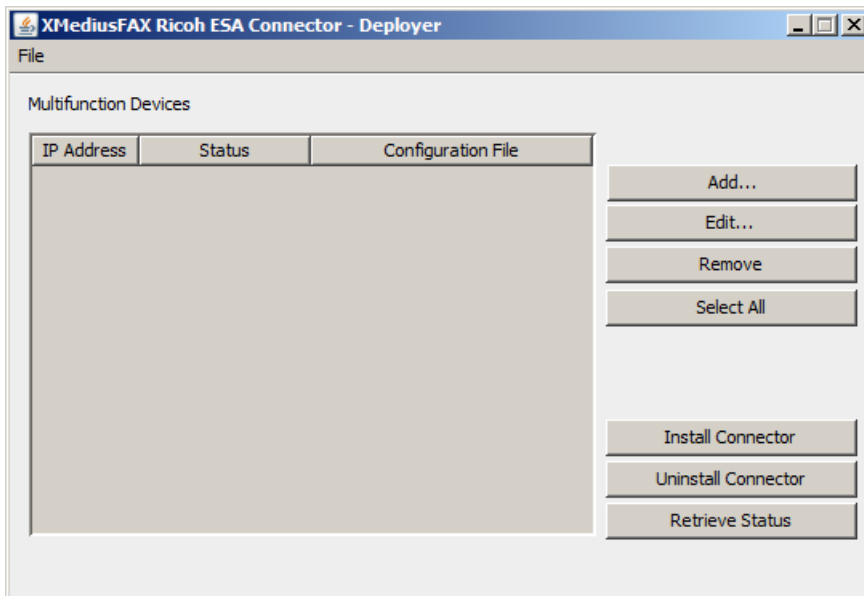 XMediusFAX Ricoh ESA Connector - Deployer
File
Multifunction Devices
IP Address Status Configuration File
Add...
Edit...
Remove
Select All
Install Connector
Uninstall Connector
Retrieve Status